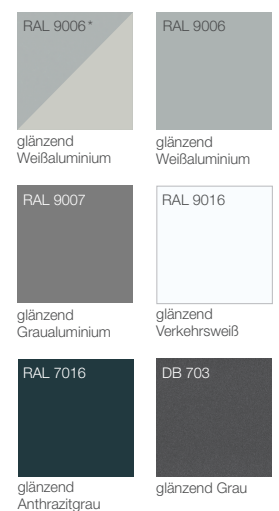 RAL 9006*
RAL 9006
glänzend
Weißaluminium
glänzend
Weißaluminium
RAL 9007
RAL 9016
glänzend
Graualuminium
glänzend
Verkehrsweiß
RAL 7016
DB 703
glänzend
Anthrazitgrau
glänzend Grau